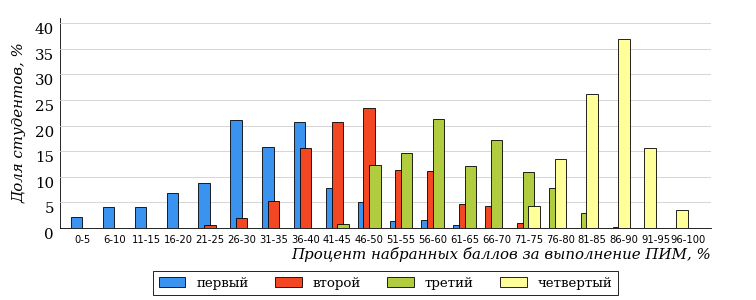 Доля студентов, %
40
35
30
25
20
15
10
5
0
0-5 6-10 11-15 16-20 21-25 26-30 31-35 36-40 41-45 46-50 51-55 56-60 61-65 66-70 71-75 76-80 81-85 86-90 91-95 96-100
Процент набранных баллов за выполнение ПИМ, %
первый второй третий четвертый